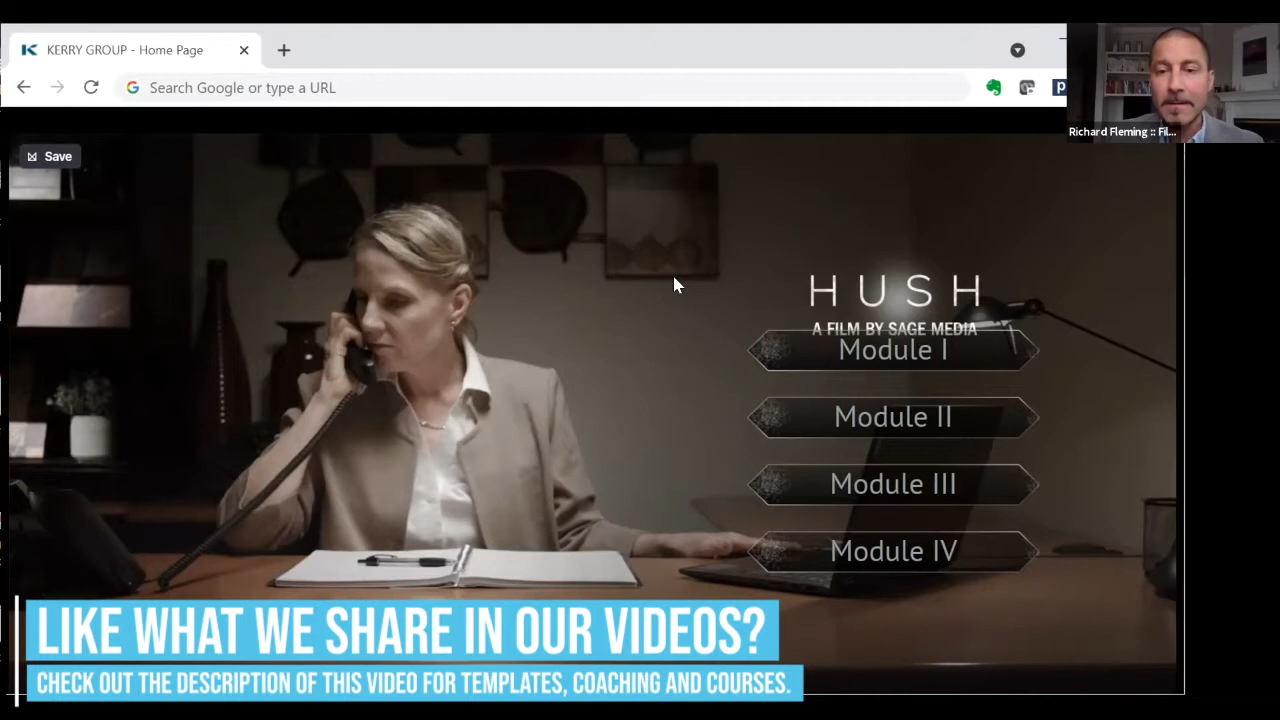 KERRY GROUP - Home Page
Search Google or type a URL
Richard Fleming :: Fil...
Save
HUSH
A FILM BY SAGE MEDIA
Module I
Module II
Module III
Module IV
LIKE WHAT WE SHARE IN OUR VIDEOS?
CHECK OUT THE DESCRIPTION OF THIS VIDEO FOR TEMPLATES, COACHING AND COURSES.